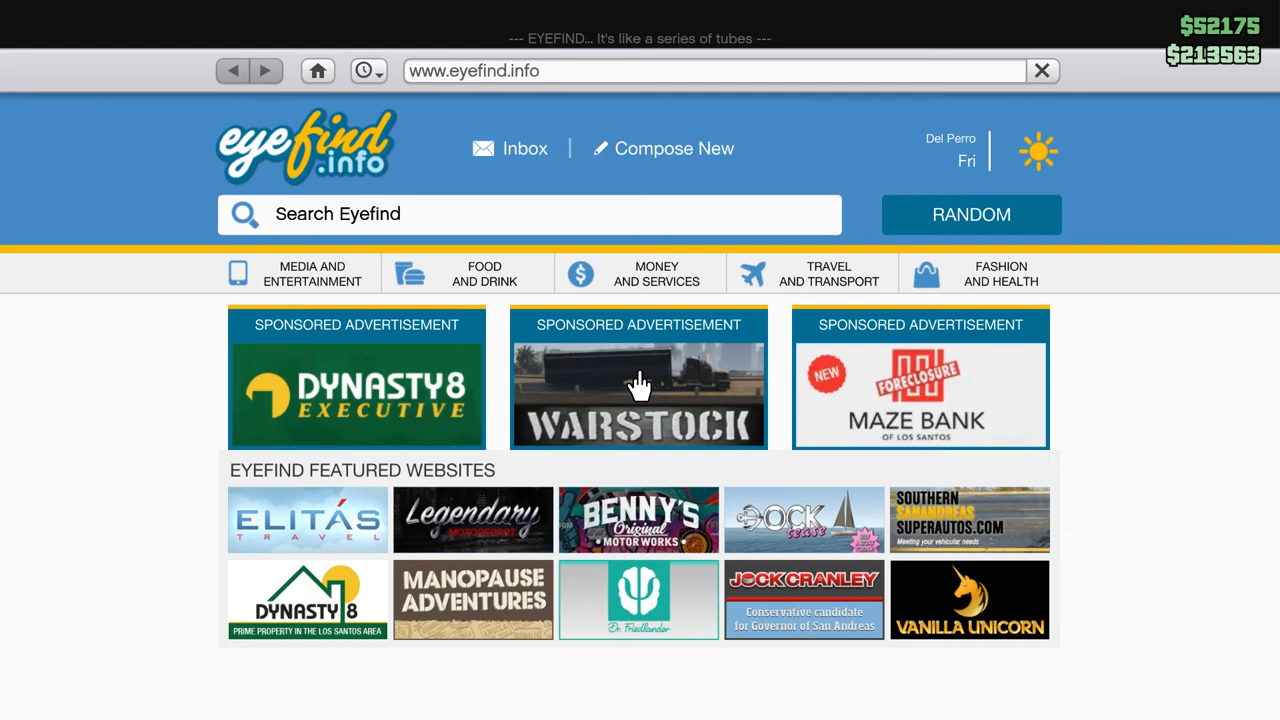 $52175
--- EYEFIND... It's like a series of tubes ---
$213563
www.eyefind.info
eyefind
.info
Inbox
Compose New
Del Perro
Fri
Search Eyefind
RANDOM
MEDIA AND
ENTERTAINMENT
FOOD
AND DRINK
MONEY
AND SERVICES
TRAVEL
AND TRANSPORT
FASHION
AND HEALTH
SPONSORED ADVERTISEMENT
DYNASTY8
EXECUTIVE
SPONSORED ADVERTISEMENT
WARSTOCK
SPONSORED ADVERTISEMENT
NEW
FORECLOSURE
MAZE BANK
OF LOS SANTOS
EYEFIND FEATURED WEBSITES
ELITÁS
TRAVEL
Legendary
MOTORSPORT
BENNY'S
Original
MOTOR WORKS
DOCK
tease
SOUTHERN
SANANDREAS
SUPERAUTOS.COM
Meeting your vehicular needs
DYNASTY 8
PRIME PROPERTY IN THE LOS SANTOS AREA
MANOPAUSE
ADVENTURES
Dr. Friedlander
JOCK CRANLEY
Conservative candidate
for Governor of San Andreas
VANILLA UNICORN